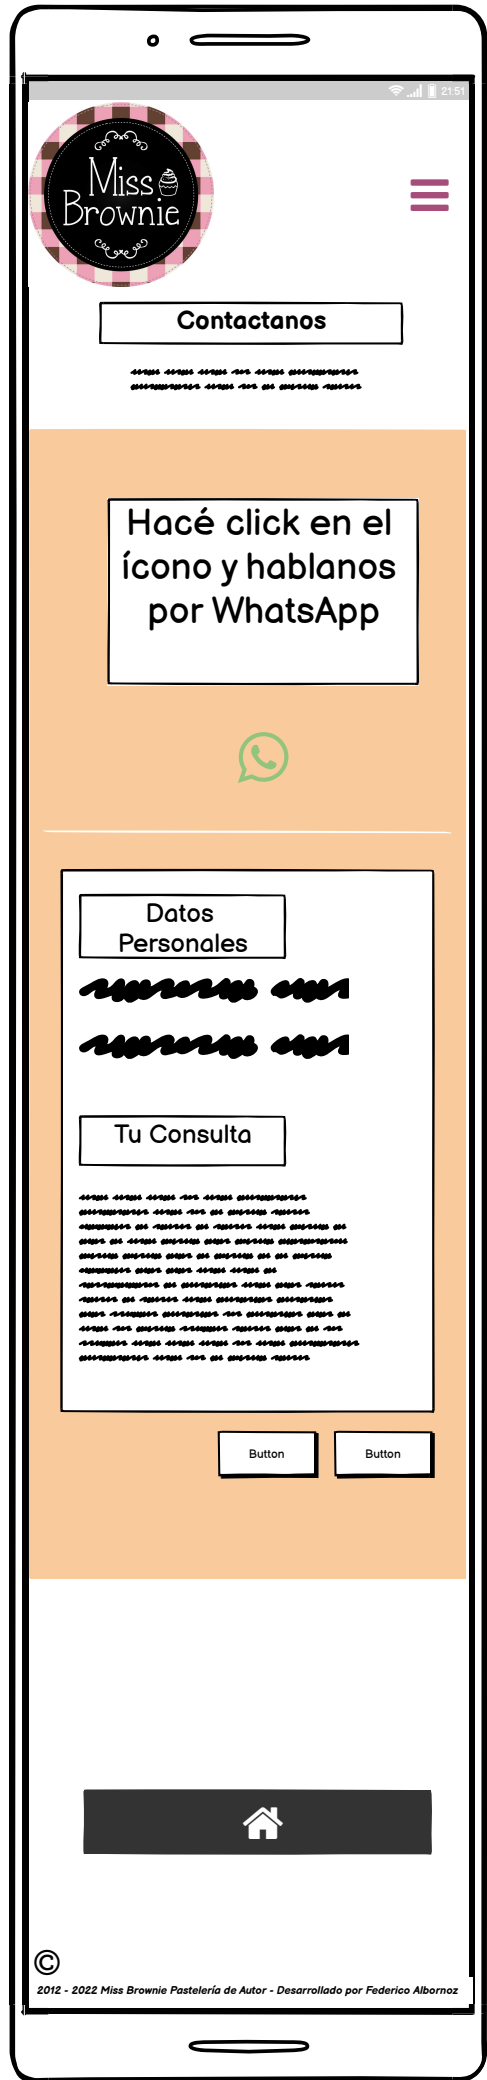 21:51
Miss
Brownie
Contactanos
Hacé click en el
ícono y hablanos
por WhatsApp
Datos
Personales
Tu Consulta
Button
Button
©
2012 - 2022 Miss Brownie Pastelería de Autor - Desarrollado por Federico Albornoz